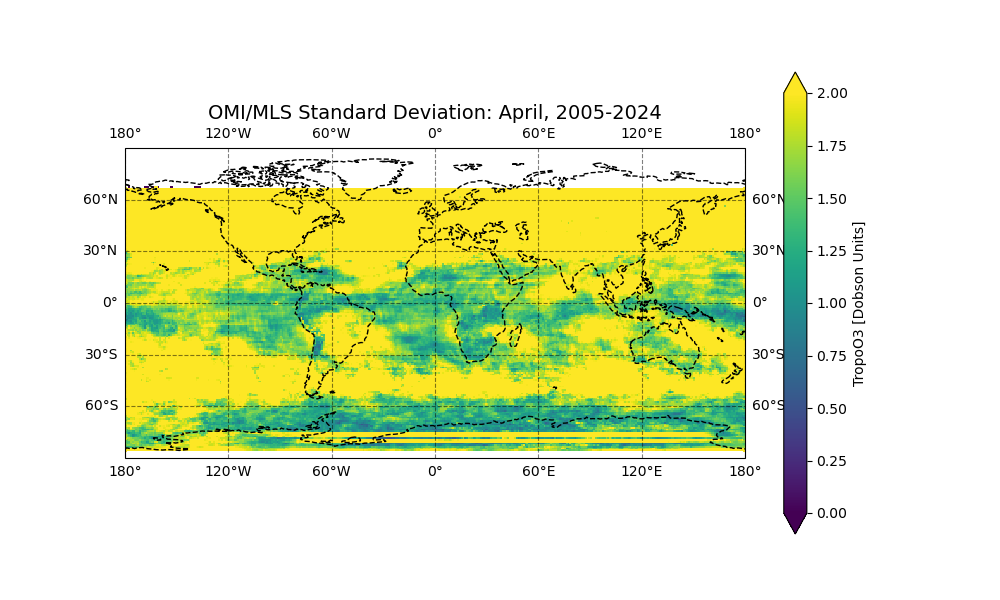 OMI/MLS Standard Deviation: April, 2005-2024
180° 120°W 60°W 0° 60°E 120°E 180°
60°N 60°N
30°N 30°N
0° 0°
30°S 30°S
60°S 60°S
180° 120°W 60°W 0° 60°E 120°E 180°
2.00
1.75
1.50
1.25
1.00
0.75
0.50
0.25
0.00
TropoO3 [Dobson Units]